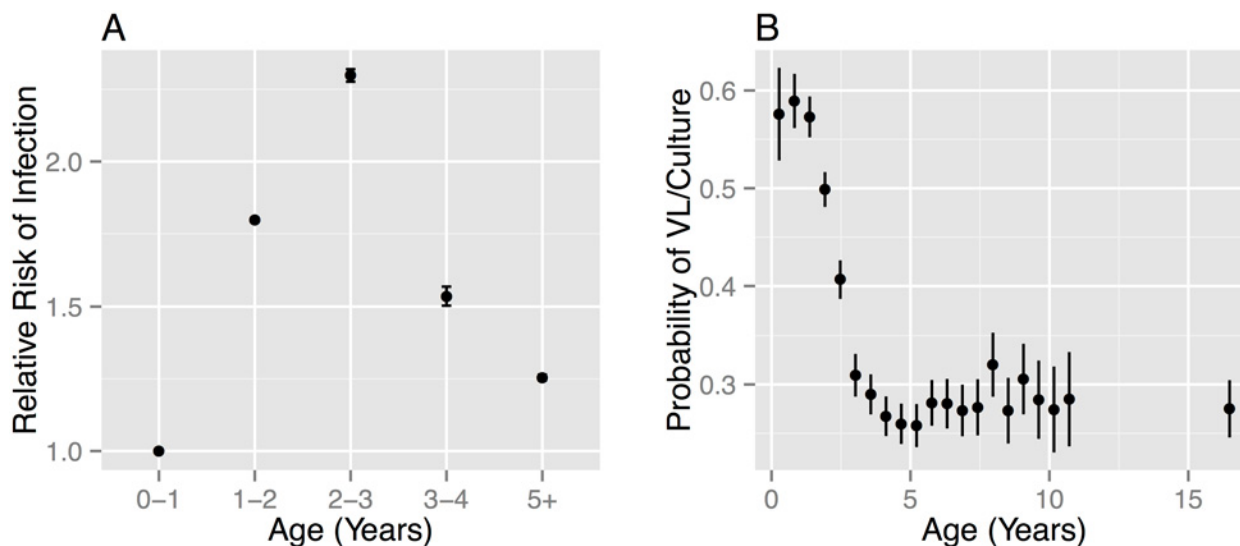 A
Relative Risk of Infection
2.0
1.5
1.0
0–1
1–2
2–3
3–4
5+
Age (Years)
B
Probability of VL/Culture
0.6
0.5
0.4
0.3
0
5
10
15
Age (Years)